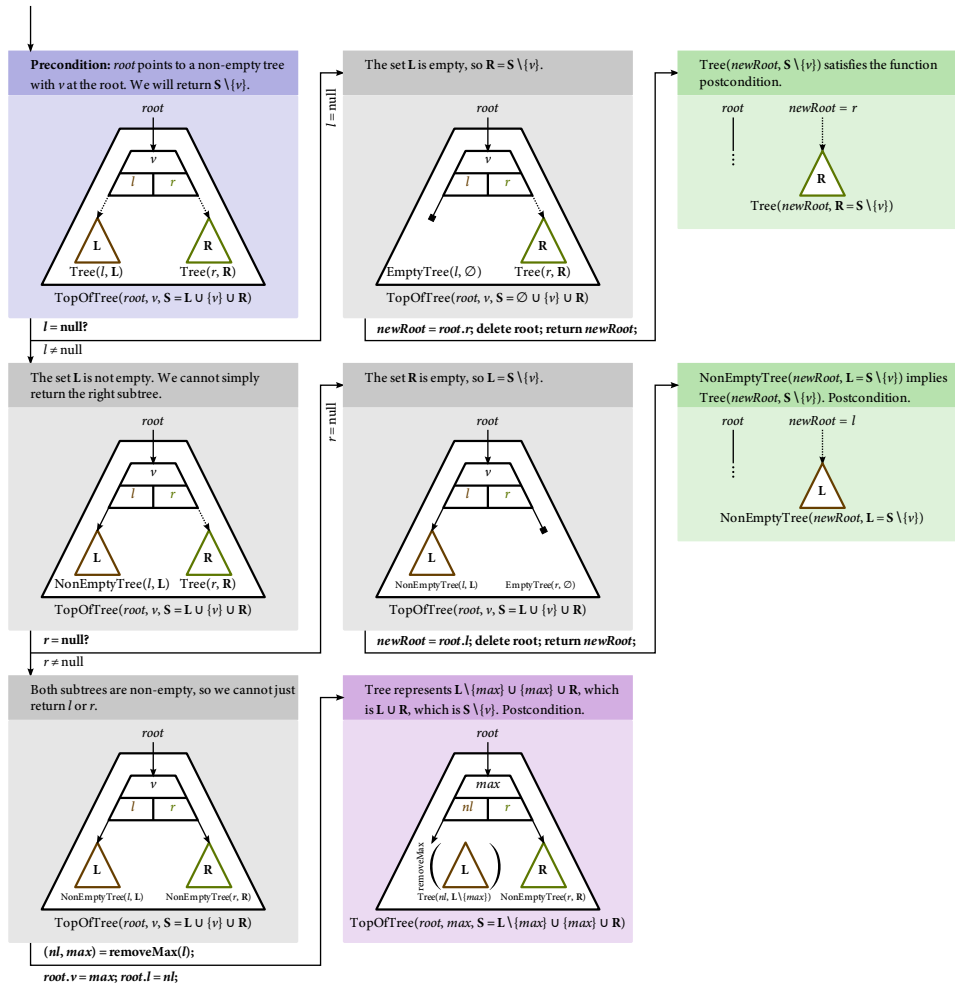 Precondition: root points to a non-empty tree
with v at the root. We will return S \{v}.
root
v
l r
L R
Tree(l, L) Tree(r, R)
TopOfTree(root, v, S = L ∪ {v} ∪ R)
l = null?
l ≠ null
l = null
The set L is empty, so R = S \{v}.
root
v
l r
R
EmptyTree(l, ∅) Tree(r, R)
TopOfTree(root, v, S = ∅ ∪ {v} ∪ R)
newRoot = root.r; delete root; return newRoot;
Tree(newRoot, S \{v}) satisfies the function
postcondition.
root newRoot = r
R
Tree(newRoot, R = S \{v})
The set L is not empty. We cannot simply
return the right subtree.
root
v
l r
L R
NonEmptyTree(l, L) Tree(r, R)
TopOfTree(root, v, S = L ∪ {v} ∪ R)
r = null?
r ≠ null
r = null
The set R is empty, so L = S \{v}.
root
v
l r
L
NonEmptyTree(l, L) EmptyTree(r, ∅)
TopOfTree(root, v, S = L ∪ {v} ∪ R)
newRoot = root.l; delete root; return newRoot;
NonEmptyTree(newRoot, L = S \{v}) implies
Tree(newRoot, S \{v}). Postcondition.
root newRoot = l
L
NonEmptyTree(newRoot, L = S \{v})
Both subtrees are non-empty, so we cannot just
return l or r.
root
v
l r
L R
NonEmptyTree(l, L) NonEmptyTree(r, R)
TopOfTree(root, v, S = L ∪ {v} ∪ R)
(nl, max) = removeMax(l);
root.v = max; root.l = nl;
Tree represents L \{max} ∪ {max} ∪ R, which
is L ∪ R, which is S \{v}. Postcondition.
root
max
nl r
removeMax
( L ) R
Tree(nl, L\{max}) NonEmptyTree(r, R)
TopOfTree(root, max, S = L \{max} ∪ {max} ∪ R)